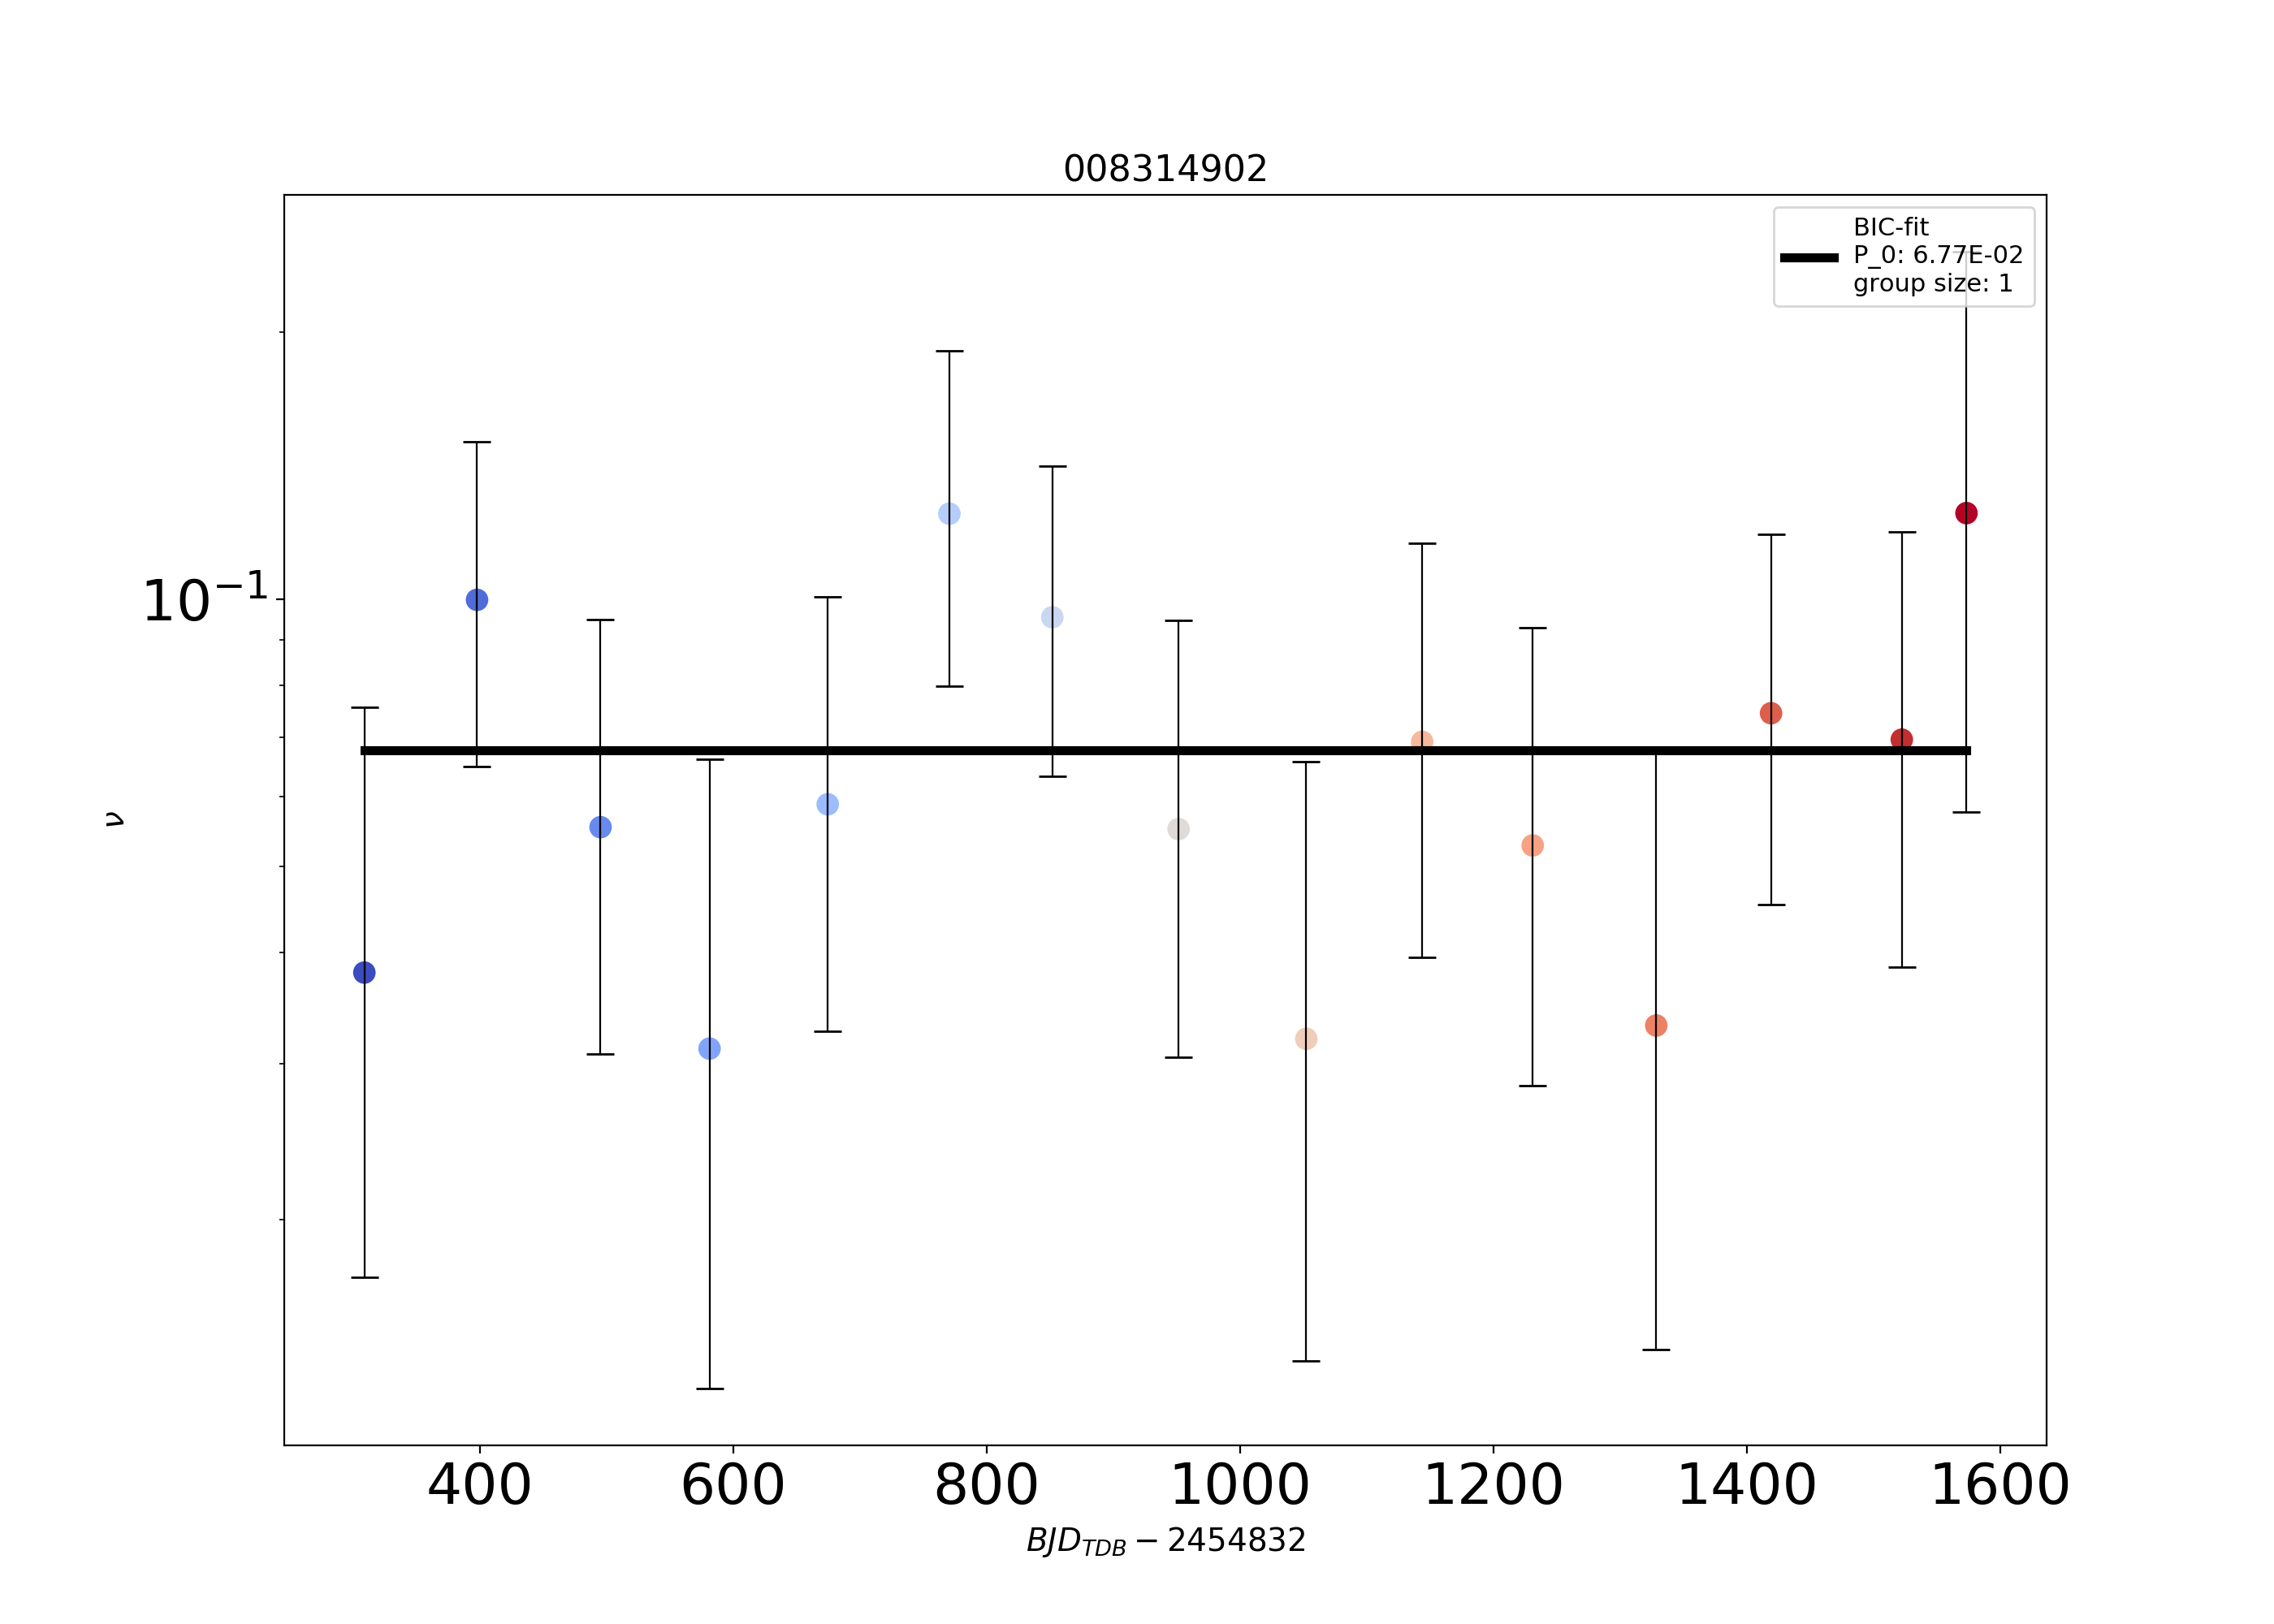 008314902
BIC-fit
P_0: 6.77E-02
group size: 1
10⁻¹
ν
400 600 800 1000 1200 1400 1600
BJD_TDB − 2454832